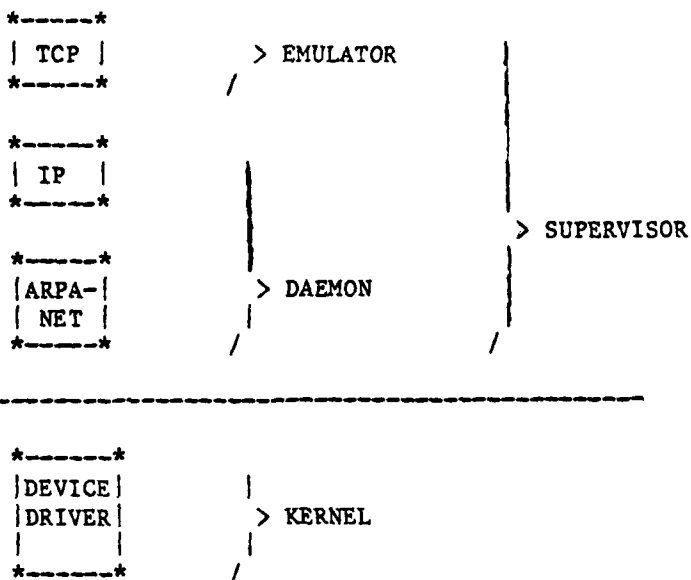 TCP > EMULATOR
IP
> SUPERVISOR
ARPA-
> DAEMON
NET
DEVICE
DRIVER > KERNEL